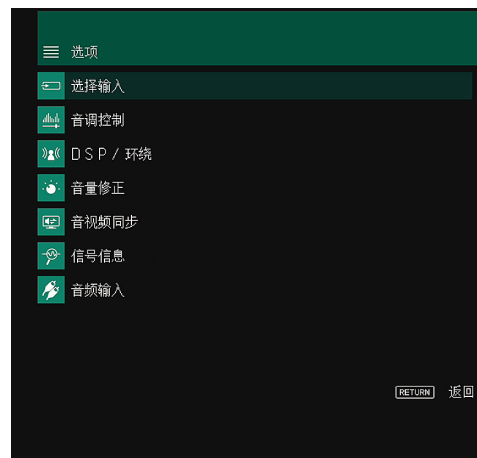 选项
选择输入
音调控制
DSP/环绕
音量修正
音视频同步
信号信息
音频输入
RETURN 返回